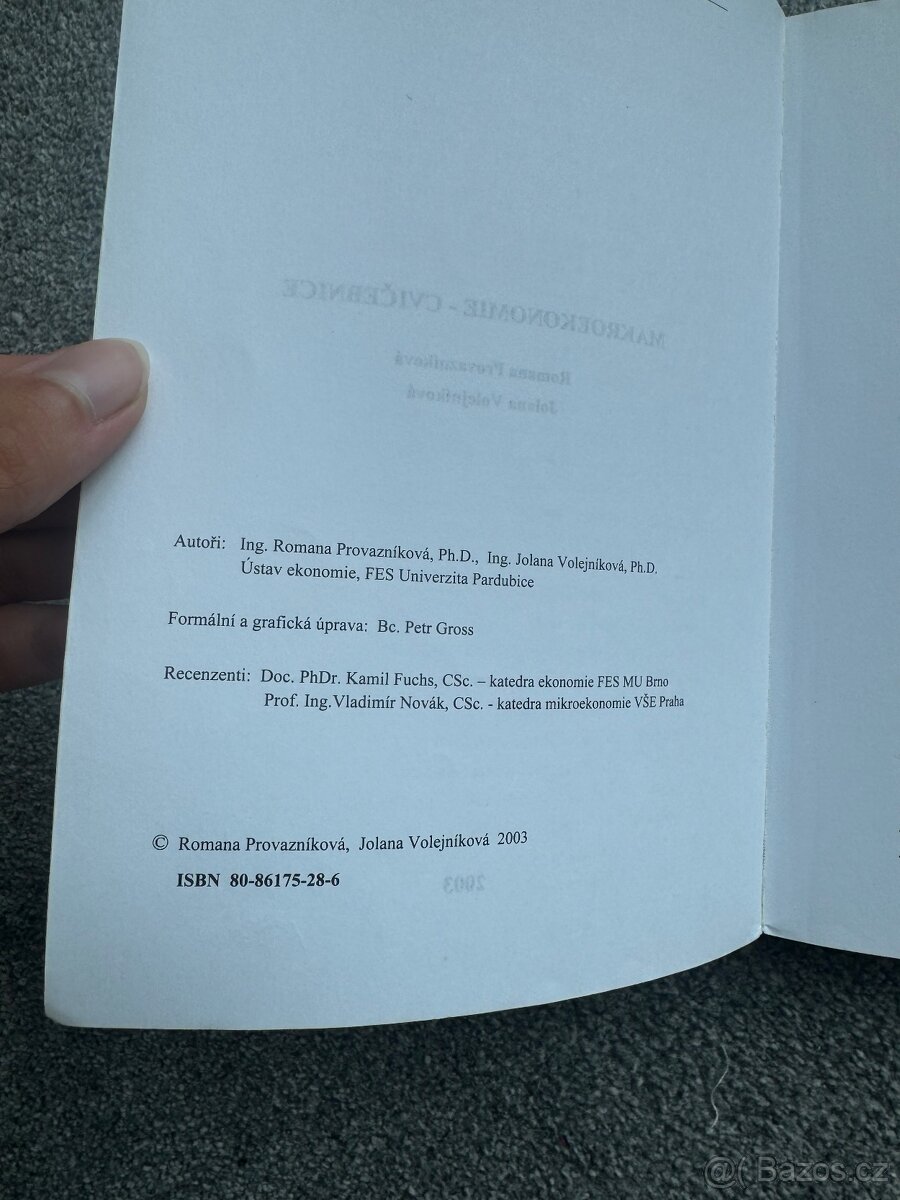 MAKROEKONOMIE - CVIČEBNICE
Romana Provazníková
Jolana Volejníková
Autoři: Ing. Romana Provazníková, Ph.D., Ing. Jolana Volejníková, Ph.D.
Ústav ekonomie, FES Univerzita Pardubice
Formální a grafická úprava: Bc. Petr Gross
Recenzenti: Doc. PhDr. Kamil Fuchs, CSc. – katedra ekonomie FES MU Brno
Prof. Ing.Vladimír Novák, CSc. - katedra mikroekonomie VŠE Praha
© Romana Provazníková, Jolana Volejníková 2003
ISBN 80-86175-28-6
2003
@( Bazos.cz